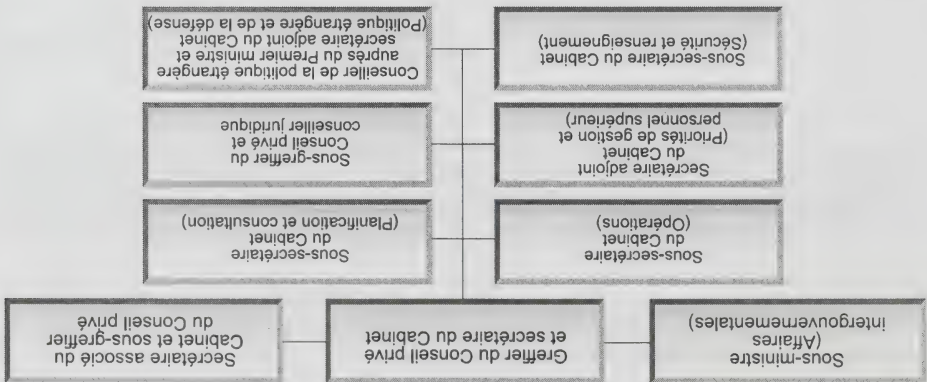 Sous-ministre
(Affaires
intergouvernementales)
Greffier du Conseil privé
et secrétaire du Cabinet
Secrétaire associé du
Cabinet et sous-greffier
du Conseil privé
Sous-secrétaire
du Cabinet
(Opérations)
Sous-secrétaire
du Cabinet
(Planification et consultation)
Secrétaire adjoint
du Cabinet
(Priorités de gestion et
personnel supérieur)
Sous-greffier du
Conseil privé et
conseiller juridique
Sous-secrétaire du Cabinet
(Sécurité et renseignement)
Conseiller de la politique étrangère
auprès du Premier ministre et
secrétaire adjoint du Cabinet
(Politique étrangère et de la défense)